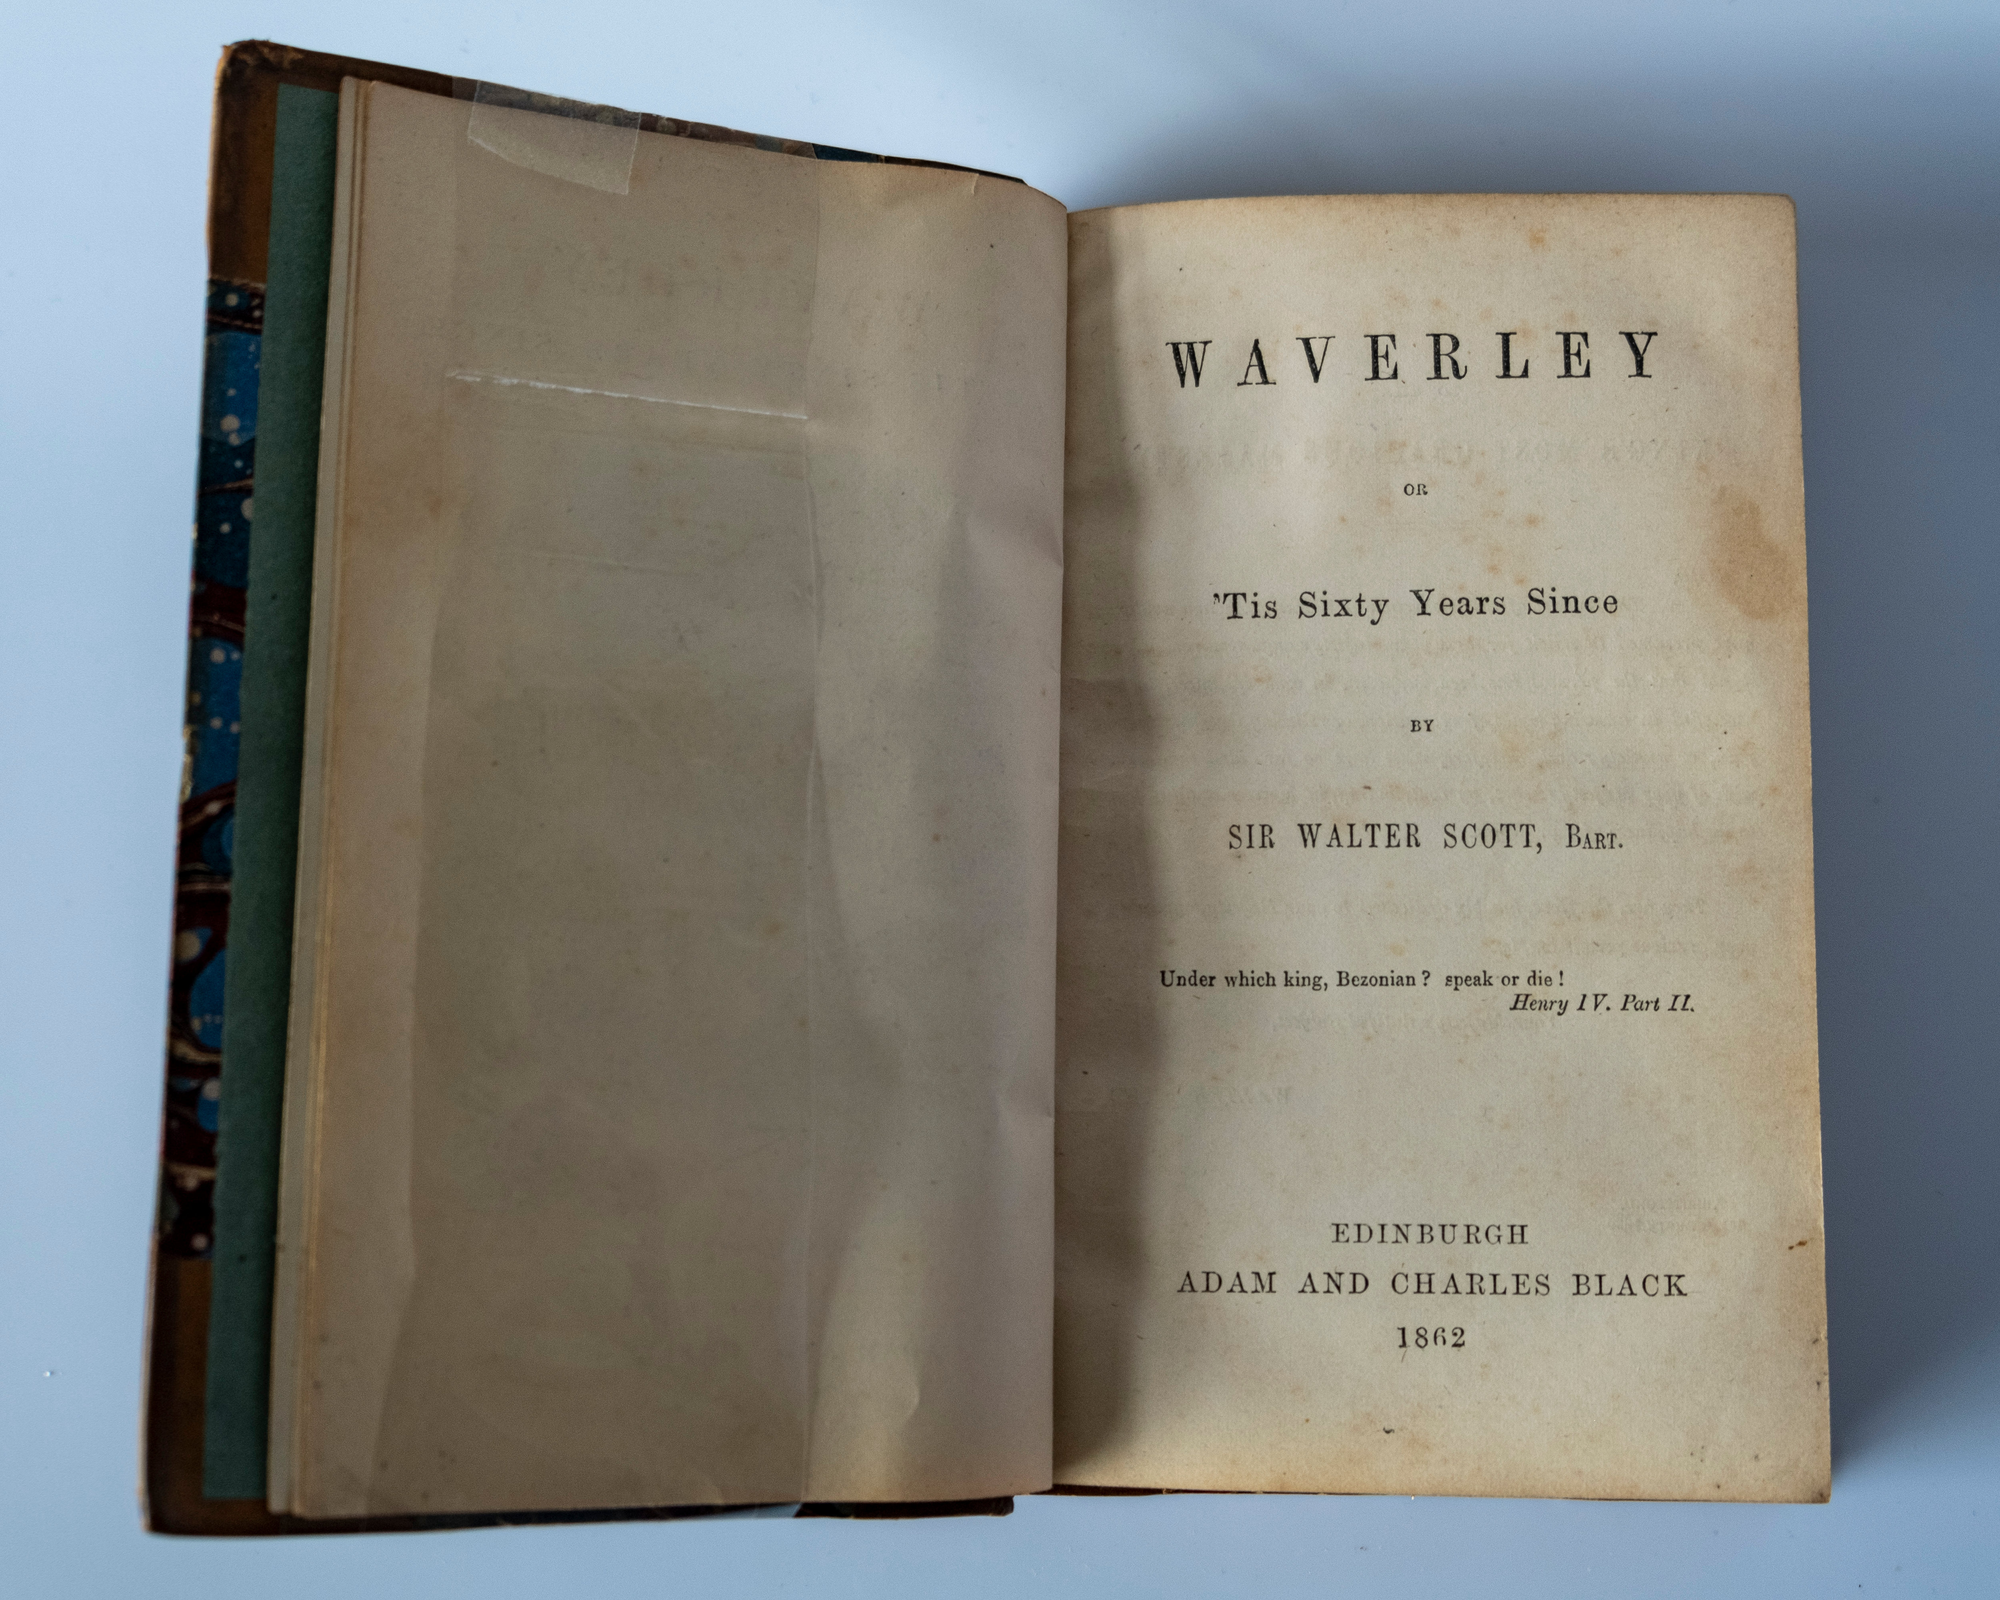 WAVERLEY
OR
'Tis Sixty Years Since
BY
SIR WALTER SCOTT, BART.
Under which king, Bezonian? speak or die!
Henry IV. Part II.
EDINBURGH
ADAM AND CHARLES BLACK
1862